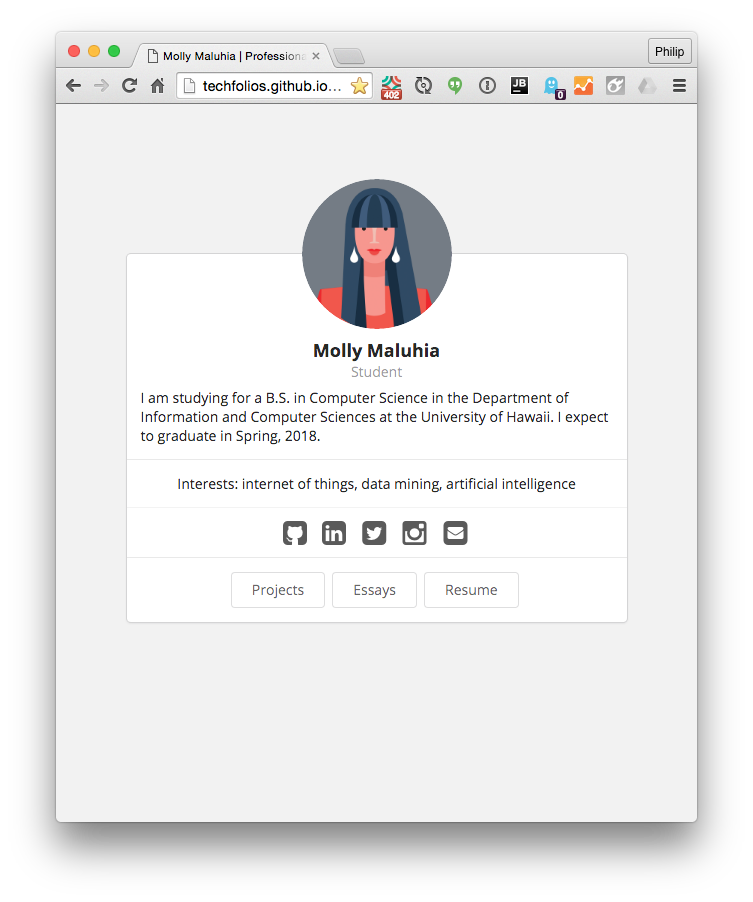 Philip
Molly Maluhia | Professiona
techfolios.github.io...
402
JB
0
Molly Maluhia
Student
I am studying for a B.S. in Computer Science in the Department of
Information and Computer Sciences at the University of Hawaii. I expect
to graduate in Spring, 2018.
Interests: internet of things, data mining, artificial intelligence
in
Projects
Essays
Resume